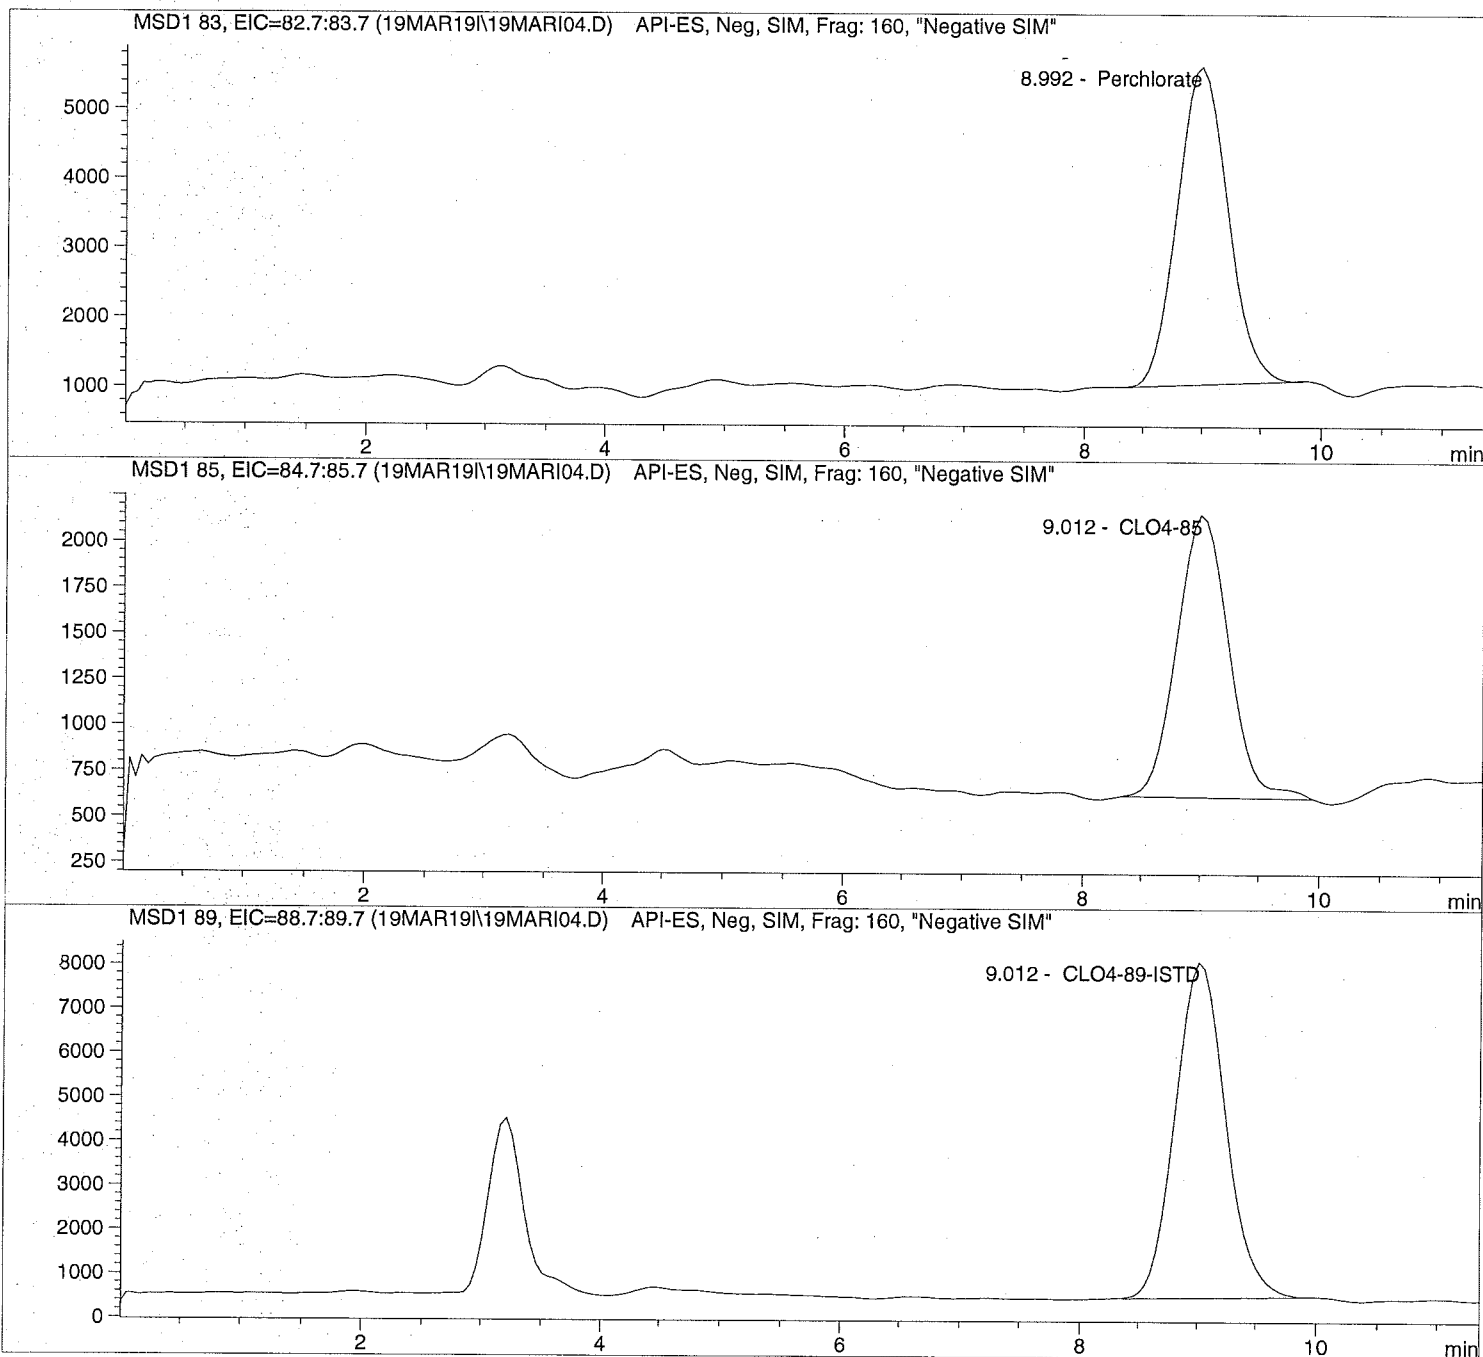 MSD1 83, EIC=82.7:83.7 (19MAR19I\19MARI04.D) API-ES, Neg, SIM, Frag: 160, "Negative SIM"
8.992 - Perchlorate
5000
4000
3000
2000
1000
2 4 6 8 10 min
MSD1 85, EIC=84.7:85.7 (19MAR19I\19MARI04.D) API-ES, Neg, SIM, Frag: 160, "Negative SIM"
9.012 - CLO4-85
2000
1750
1500
1250
1000
750
500
250
2 4 6 8 10 min
MSD1 89, EIC=88.7:89.7 (19MAR19I\19MARI04.D) API-ES, Neg, SIM, Frag: 160, "Negative SIM"
9.012 - CLO4-89-ISTD
8000
7000
6000
5000
4000
3000
2000
1000
0
2 4 6 8 10 min